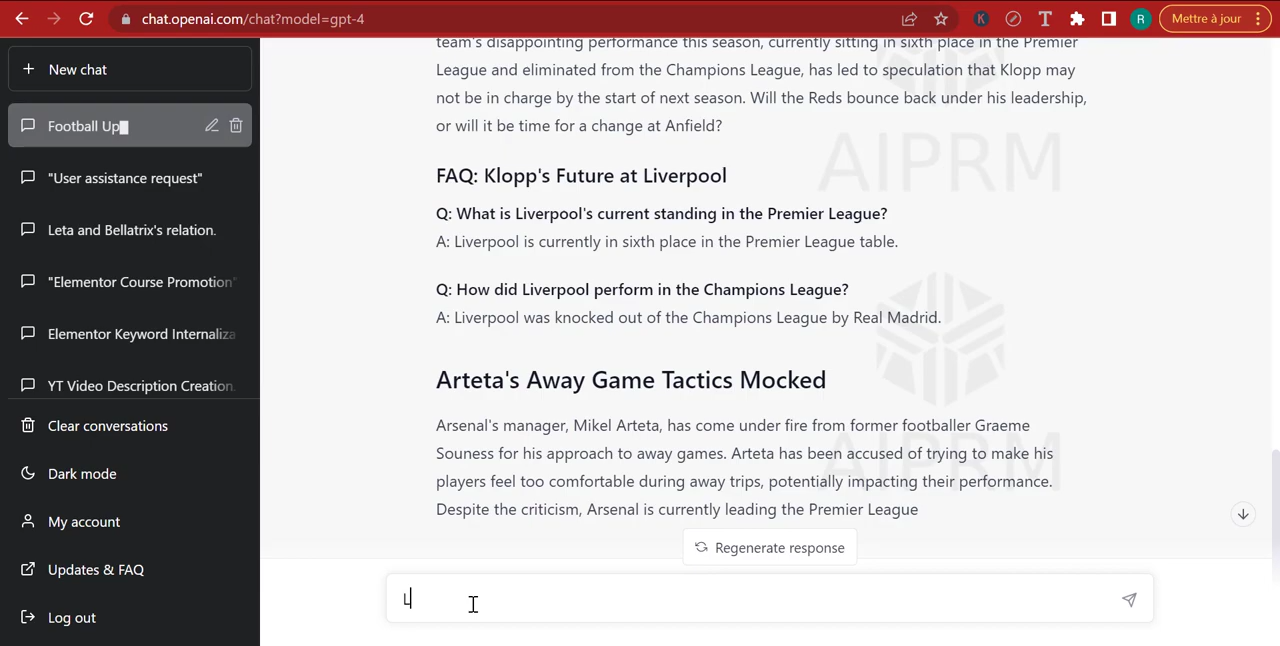 chat.openai.com/chat?model=gpt-4
K
T
R
Mettre à jour
New chat
Football Up
"User assistance request"
Leta and Bellatrix's relation.
"Elementor Course Promotion"
Elementor Keyword Internaliza
YT Video Description Creation.
Clear conversations
Dark mode
My account
Updates & FAQ
Log out
team's disappointing performance this season, currently sitting in sixth place in the Premier
League and eliminated from the Champions League, has led to speculation that Klopp may
not be in charge by the start of next season. Will the Reds bounce back under his leadership,
or will it be time for a change at Anfield?
AIPRM
FAQ: Klopp's Future at Liverpool
Q: What is Liverpool's current standing in the Premier League?
A: Liverpool is currently in sixth place in the Premier League table.
Q: How did Liverpool perform in the Champions League?
A: Liverpool was knocked out of the Champions League by Real Madrid.
Arteta's Away Game Tactics Mocked
Arsenal's manager, Mikel Arteta, has come under fire from former footballer Graeme
Souness for his approach to away games. Arteta has been accused of trying to make his
AIPRM
players feel too comfortable during away trips, potentially impacting their performance.
Despite the criticism, Arsenal is currently leading the Premier League
Regenerate response
L